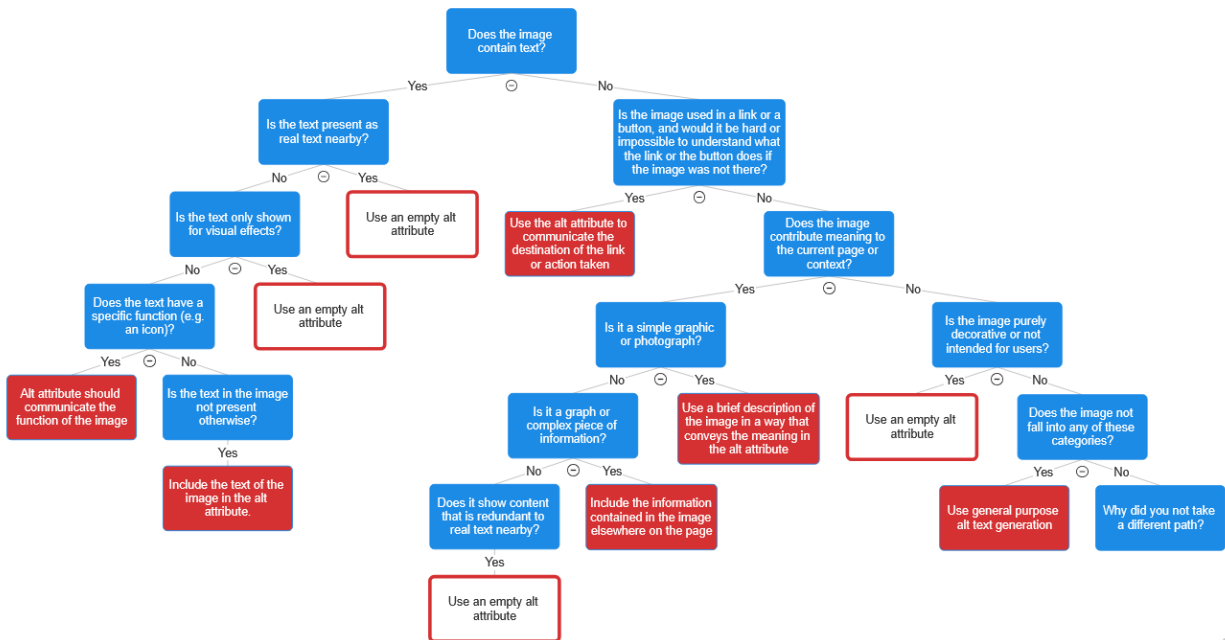 Does the image
contain text?
Yes
No
Is the text present as
real text nearby?
Is the image used in a link or a
button, and would it be hard or
impossible to understand what
the link or the button does if
the image was not there?
No
Yes
Yes
No
Is the text only shown
for visual effects?
Use an empty alt
attribute
Use the alt attribute to
communicate the
destination of the link
or action taken
Does the image
contribute meaning to
the current page or
context?
No
Yes
Yes
No
Does the text have a
specific function (e.g.
an icon)?
Use an empty alt
attribute
Is it a simple graphic
or photograph?
Is the image purely
decorative or not
intended for users?
Yes
No
No
Yes
Yes
No
Alt attribute should
communicate the
function of the image
Is the text in the image
not present
otherwise?
Is it a graph or
complex piece of
information?
Use a brief description of
the image in a way that
conveys the meaning in
the alt attribute
Use an empty alt
attribute
Does the image not
fall into any of these
categories?
Yes
No
Yes
Yes
No
Include the text of the
image in the alt
attribute.
Does it show content
that is redundant to
real text nearby?
Include the information
contained in the image
elsewhere on the page
Use general purpose
alt text generation
Why did you not take
a different path?
Yes
Use an empty alt
attribute